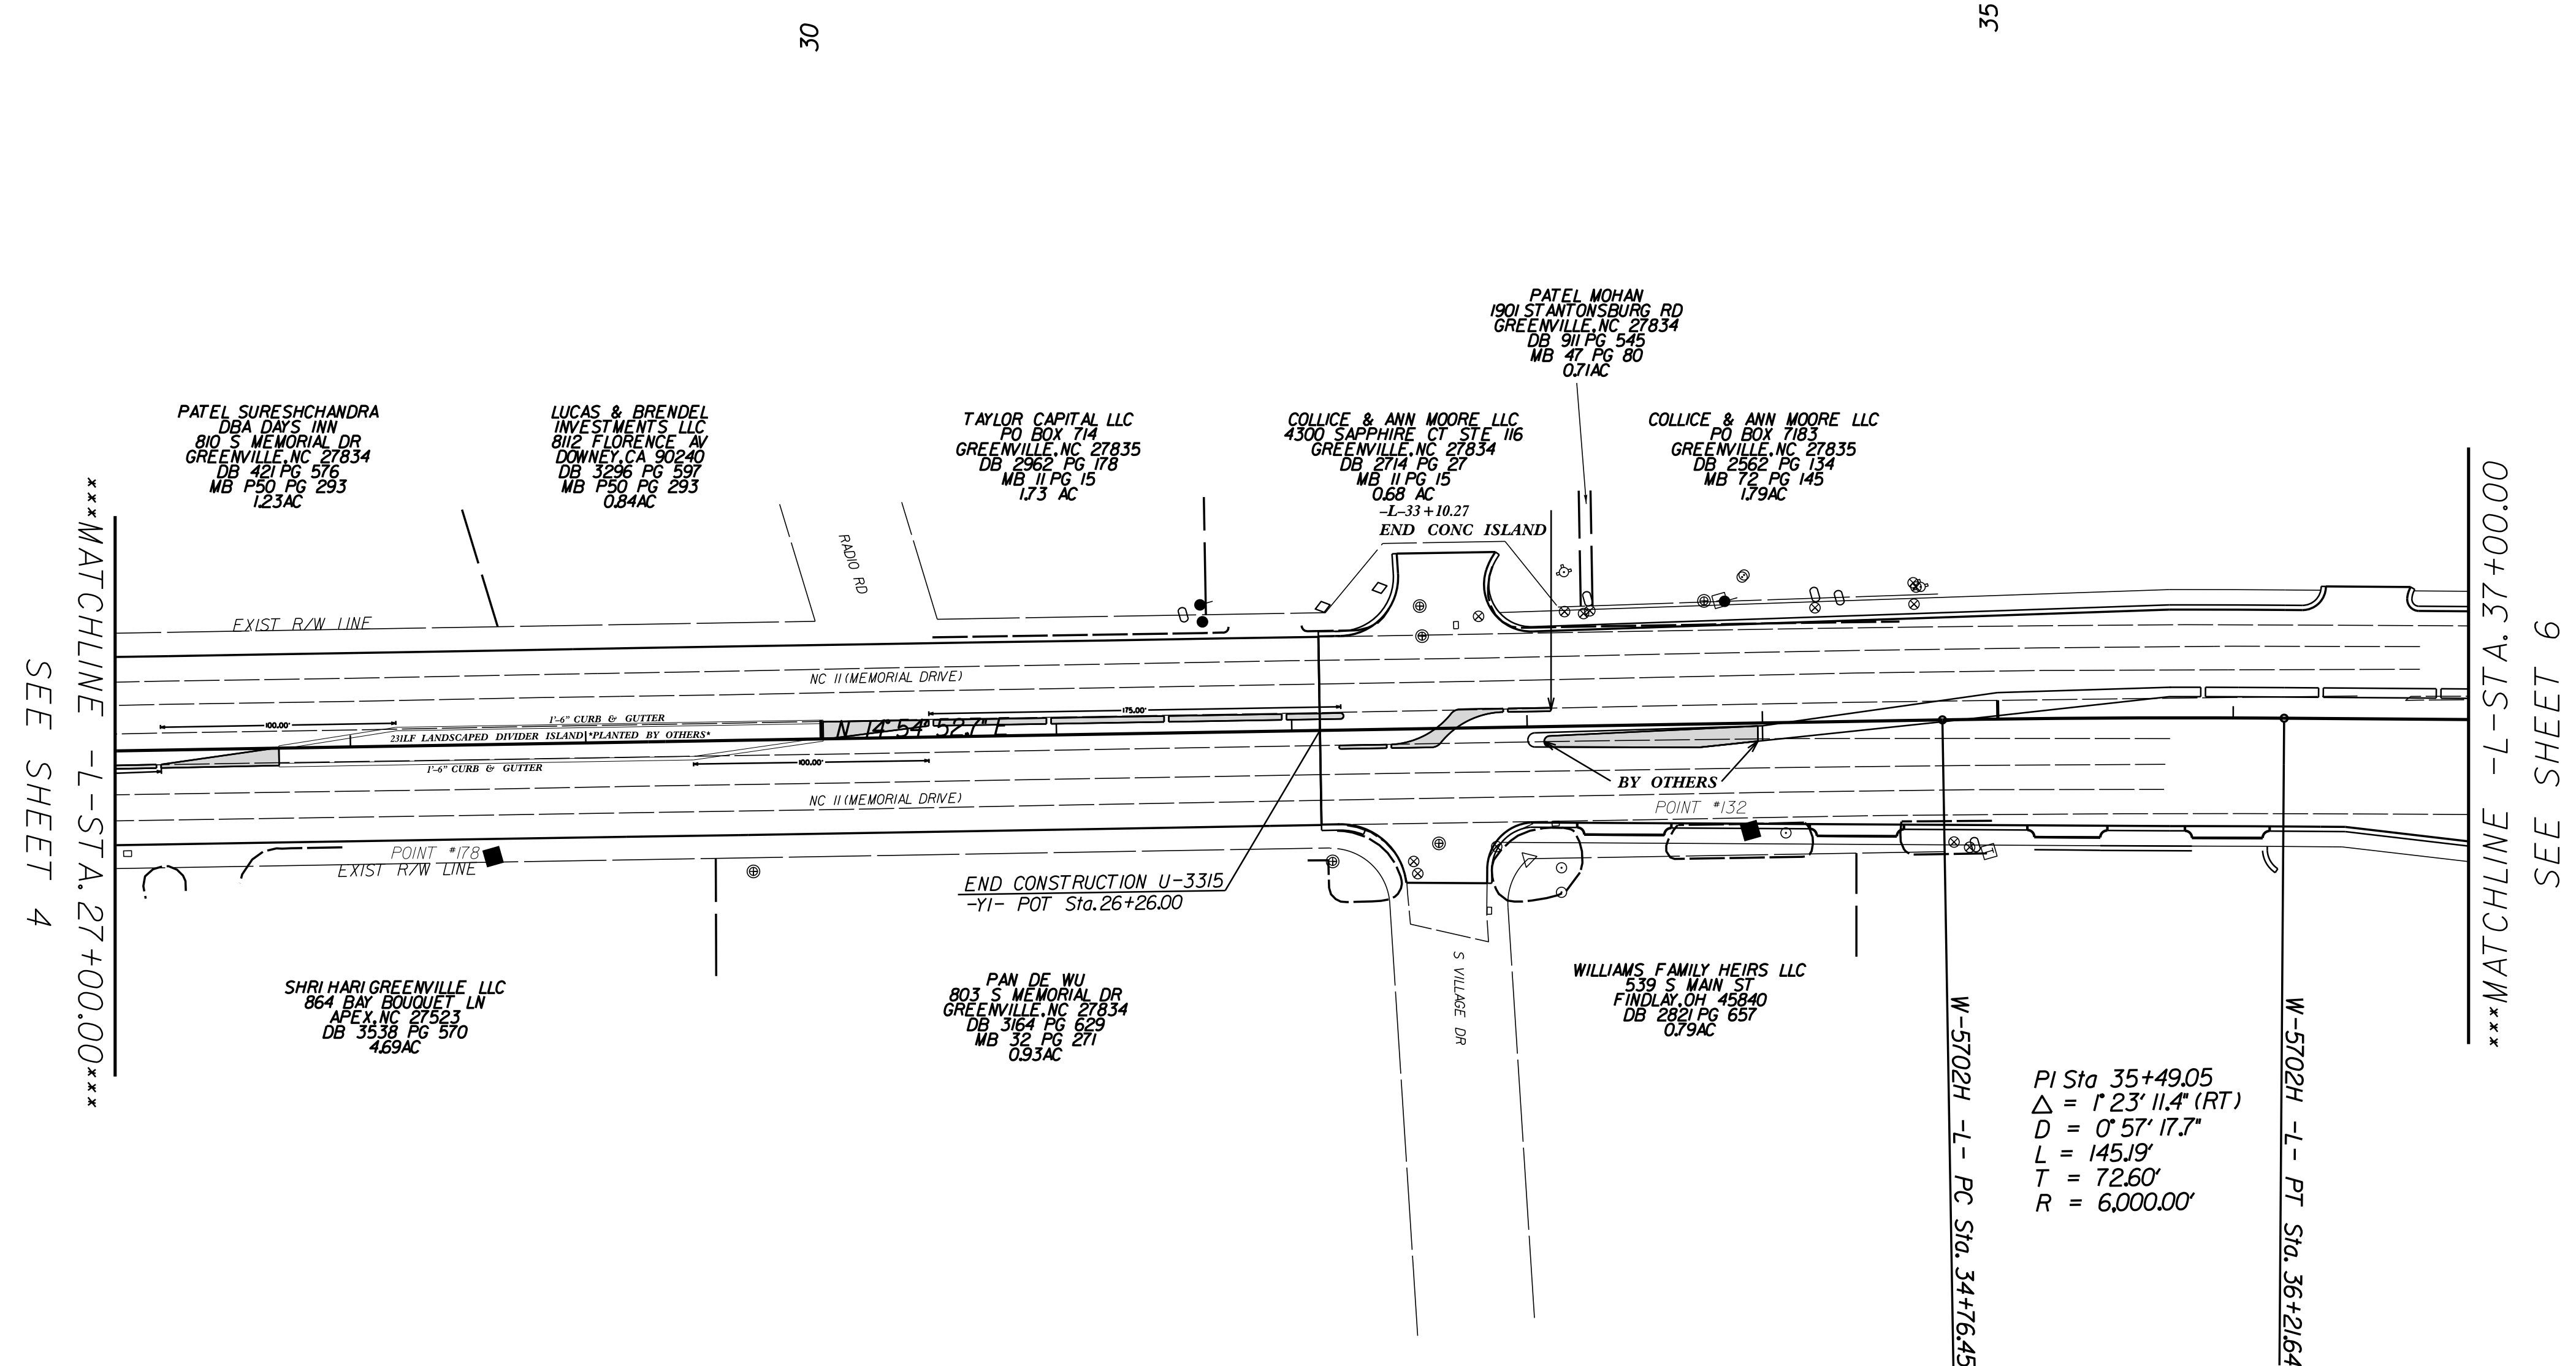 30
35
PATEL MOHAN
1901 STANTONSBURG RD
GREENVILLE, NC 27834
DB 911 PG 545
MB 47 PG 80
0.71AC
PATEL SURESHCHANDRA
DBA DAYS INN
810 S MEMORIAL DR
GREENVILLE, NC 27834
DB 421 PG 576
MB P50 PG 293
1.23AC
LUCAS & BRENDEL
INVESTMENTS LLC
8112 FLORENCE AV
DOWNEY, CA 90240
DB 3296 PG 597
MB P50 PG 293
0.84AC
TAYLOR CAPITAL LLC
PO BOX 714
GREENVILLE, NC 27835
DB 2962 PG 178
MB 11 PG 15
1.73 AC
COLLICE & ANN MOORE LLC
4300 SAPPHIRE CT STE 116
GREENVILLE, NC 27834
DB 2714 PG 27
MB 11 PG 15
0.68 AC
COLLICE & ANN MOORE LLC
PO BOX 7183
GREENVILLE, NC 27835
DB 2562 PG 134
MB 72 PG 145
1.79AC
-L-33+10.27
END CONC ISLAND
SEE SHEET 4
***MATCHLINE -L-STA. 27+00.00***
RADIO RD
EXIST R/W LINE
NC 11 (MEMORIAL DRIVE)
100.00'
1'-6" CURB & GUTTER
175.00'
N 14° 54' 52.7" E
231LF LANDSCAPED DIVIDER ISLAND *PLANTED BY OTHERS*
1'-6" CURB & GUTTER
100.00'
BY OTHERS
NC 11 (MEMORIAL DRIVE)
POINT #132
POINT #178
EXIST R/W LINE
END CONSTRUCTION U-3315
-Y1- POT Sta. 26+26.00
S VILLAGE DR
SHRI HARI GREENVILLE LLC
864 BAY BOUQUET LN
APEX, NC 27523
DB 3538 PG 570
4.69AC
PAN DE WU
803 S MEMORIAL DR
GREENVILLE, NC 27834
DB 3164 PG 629
MB 32 PG 271
0.93AC
WILLIAMS FAMILY HEIRS LLC
539 S MAIN ST
FINDLAY, OH 45840
DB 2821 PG 657
0.79AC
W-5702H -L- PC Sta. 34+76.45
W-5702H -L- PT Sta. 36+21.64
PI Sta 35+49.05
△ = 1° 23' 11.4" (RT)
D = 0° 57' 17.7"
L = 145.19'
T = 72.60'
R = 6,000.00'
***MATCHLINE -L-STA. 37+00.00
SEE SHEET 6